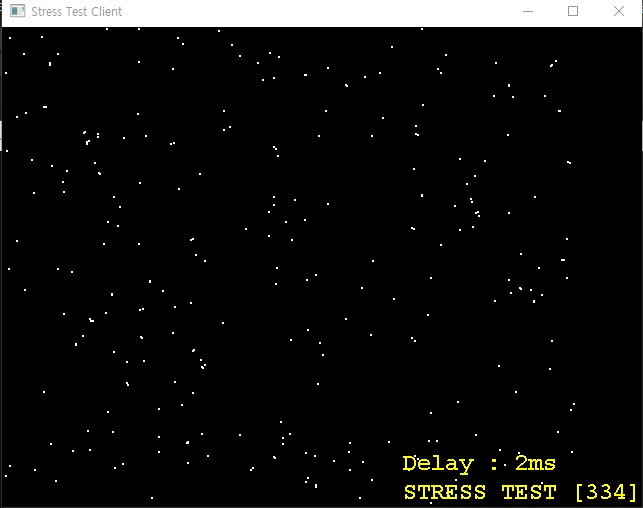 Stress Test Client
Delay : 2ms
STRESS TEST [334]